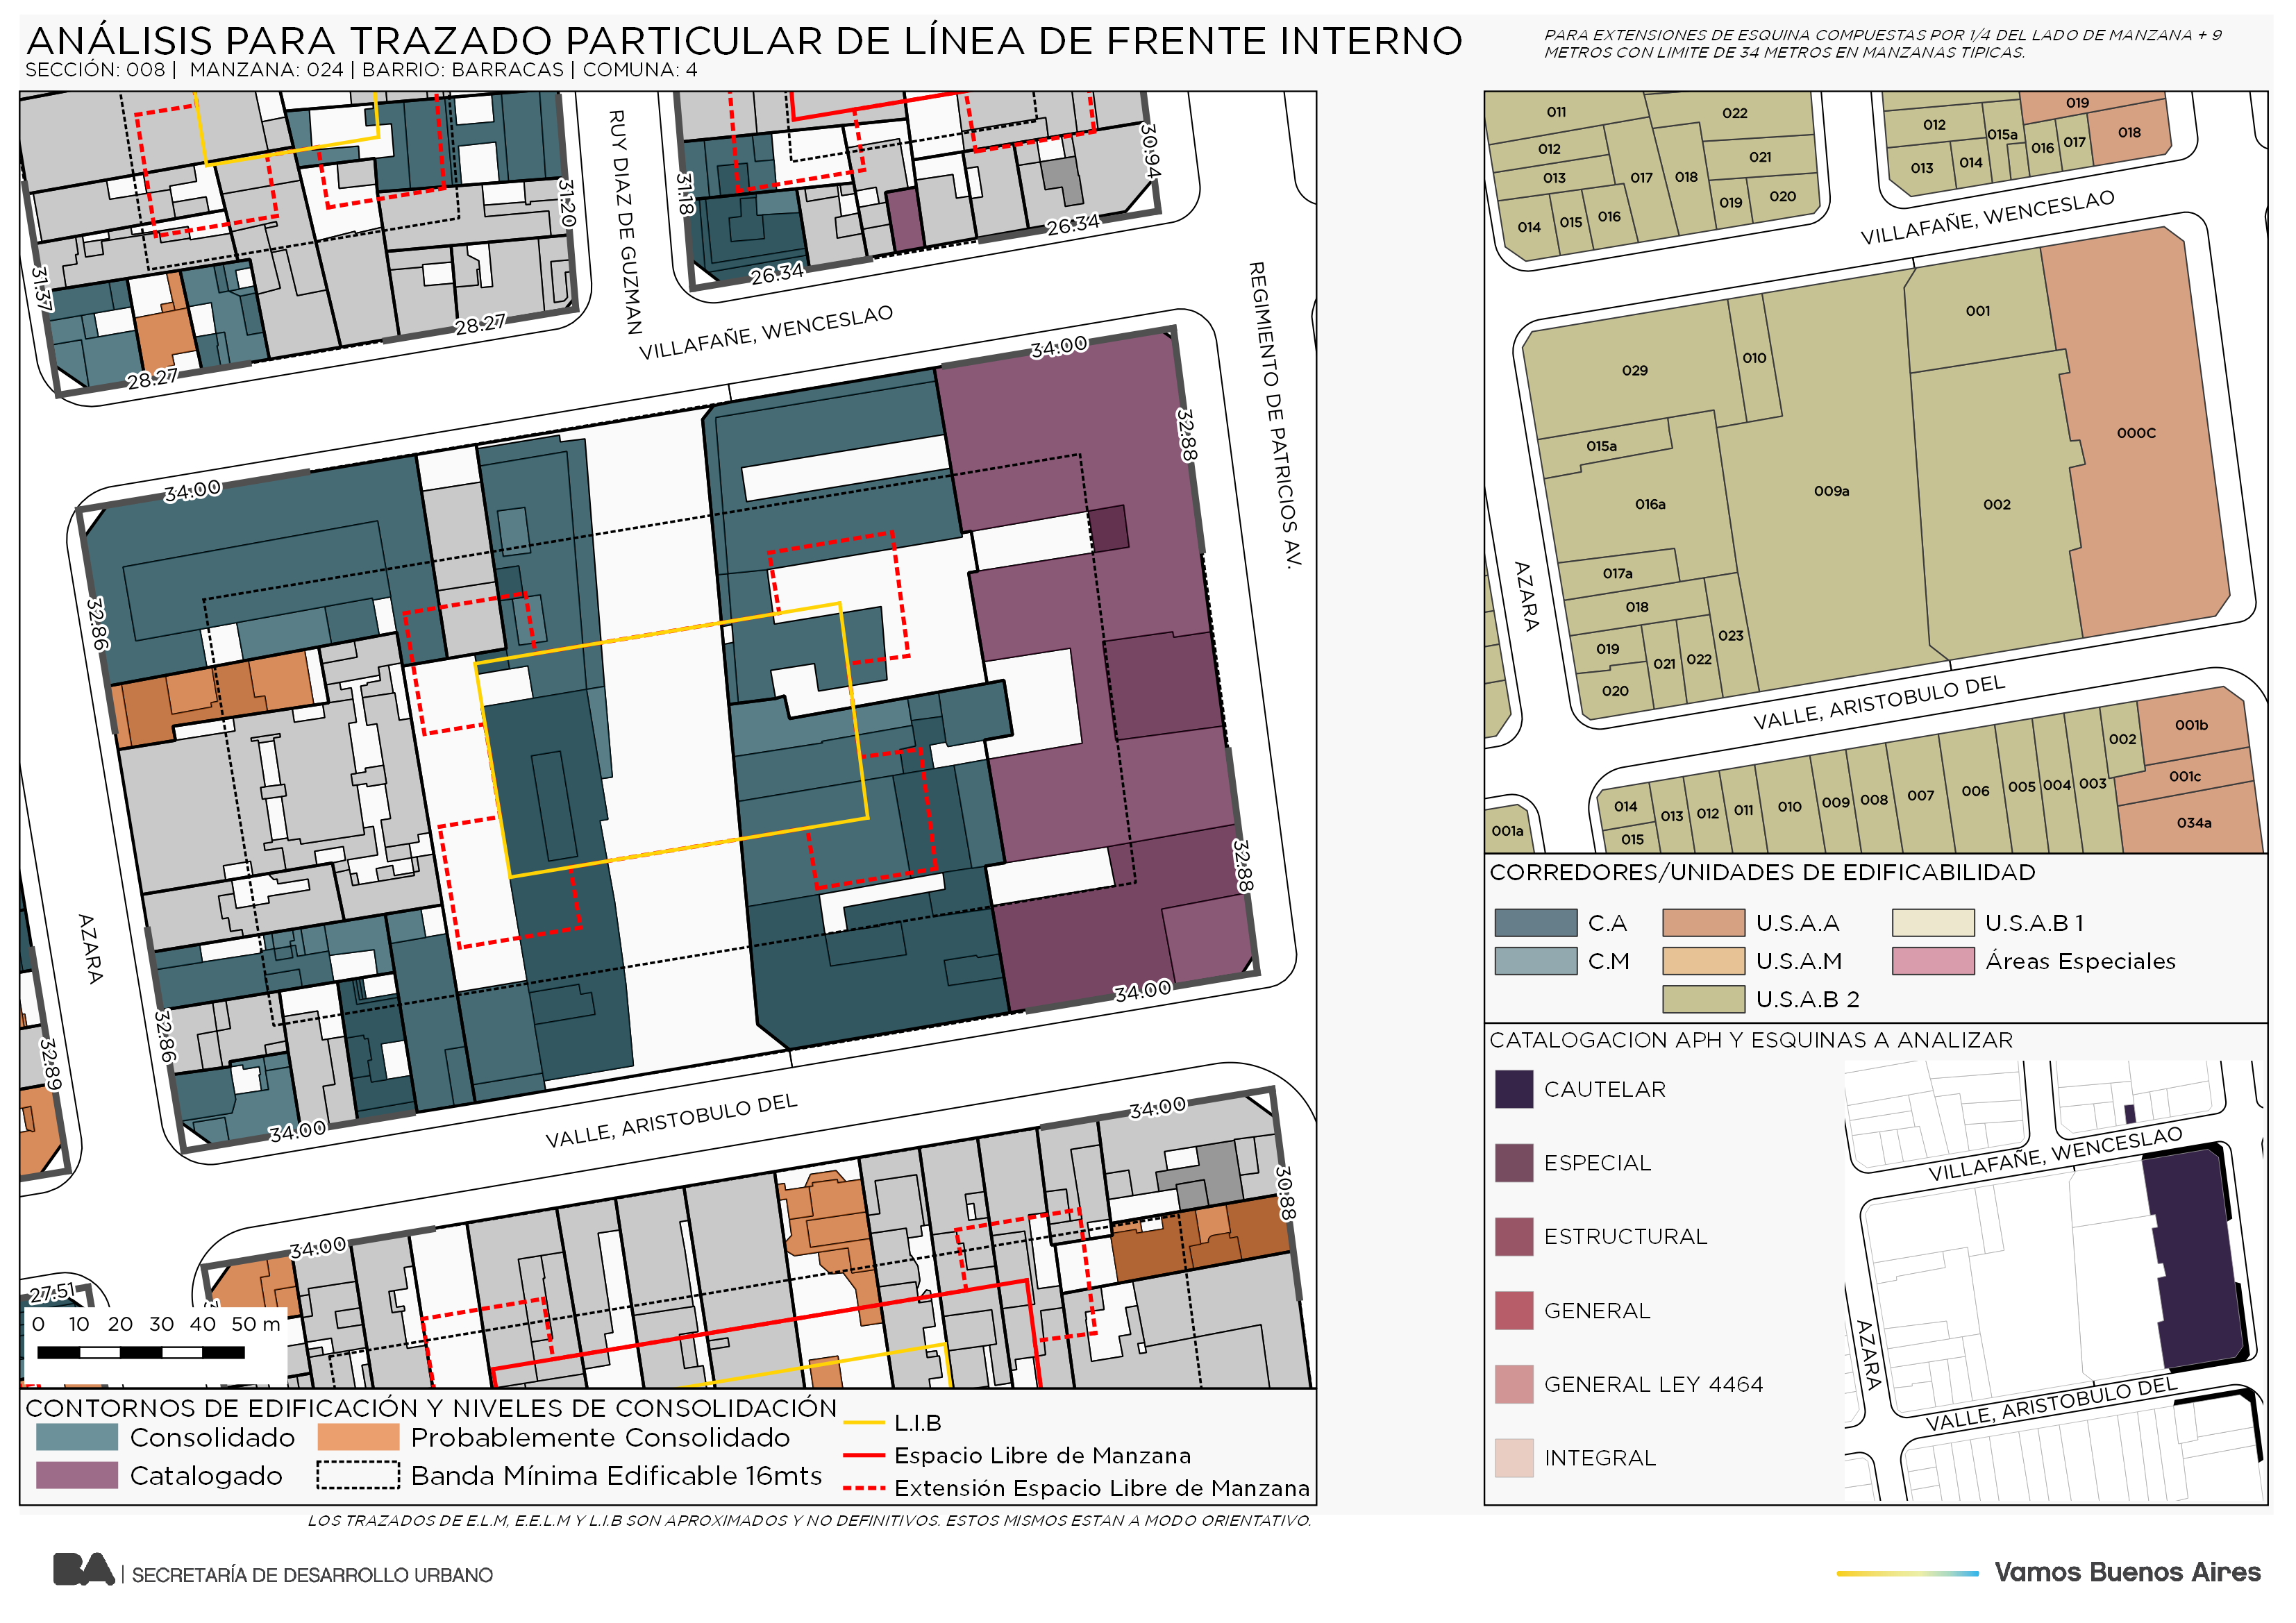 ANÁLISIS PARA TRAZADO PARTICULAR DE LÍNEA DE FRENTE INTERNO
SECCIÓN: 008 | MANZANA: 024 | BARRIO: BARRACAS | COMUNA: 4
PARA EXTENSIONES DE ESQUINA COMPUESTAS POR 1/4 DEL LADO DE MANZANA + 9
METROS CON LIMITE DE 34 METROS EN MANZANAS TIPICAS.
31.37
28.27
28.27
31.20
RUY DIAZ DE GUZMAN
31.18
26.34
26.34
30.94
VILLAFAÑE, WENCESLAO
REGIMIENTO DE PATRICIOS AV.
34.00
34.00
32.88
32.86
32.88
34.00
32.86
34.00
AZARA
32.89
VALLE, ARISTOBULO DEL
34.00
34.00
30.88
27.51
0 10 20 30 40 50 m
CONTORNOS DE EDIFICACIÓN Y NIVELES DE CONSOLIDACIÓN
Consolidado
Probablemente Consolidado
Catalogado
Banda Mínima Edificable 16mts
L.I.B
Espacio Libre de Manzana
Extensión Espacio Libre de Manzana
LOS TRAZADOS DE E.L.M, E.E.L.M Y L.I.B SON APROXIMADOS Y NO DEFINITIVOS. ESTOS MISMOS ESTAN A MODO ORIENTATIVO.
011
012
013
014
015
016
017
018
022
021
019
020
012
013
014
015a
016
017
019
018
VILLAFAÑE, WENCESLAO
029
010
001
015a
016a
009a
002
000C
017a
018
019
020
021
022
023
AZARA
VALLE, ARISTOBULO DEL
001a
014
015
013
012
011
010
009
008
007
006
005
004
003
002
001b
001c
034a
CORREDORES/UNIDADES DE EDIFICABILIDAD
C.A
U.S.A.A
U.S.A.B 1
C.M
U.S.A.M
Áreas Especiales
U.S.A.B 2
CATALOGACION APH Y ESQUINAS A ANALIZAR
CAUTELAR
ESPECIAL
ESTRUCTURAL
GENERAL
GENERAL LEY 4464
INTEGRAL
VILLAFAÑE, WENCESLAO
AZARA
VALLE, ARISTOBULO DEL
BA | SECRETARÍA DE DESARROLLO URBANO
Vamos Buenos Aires